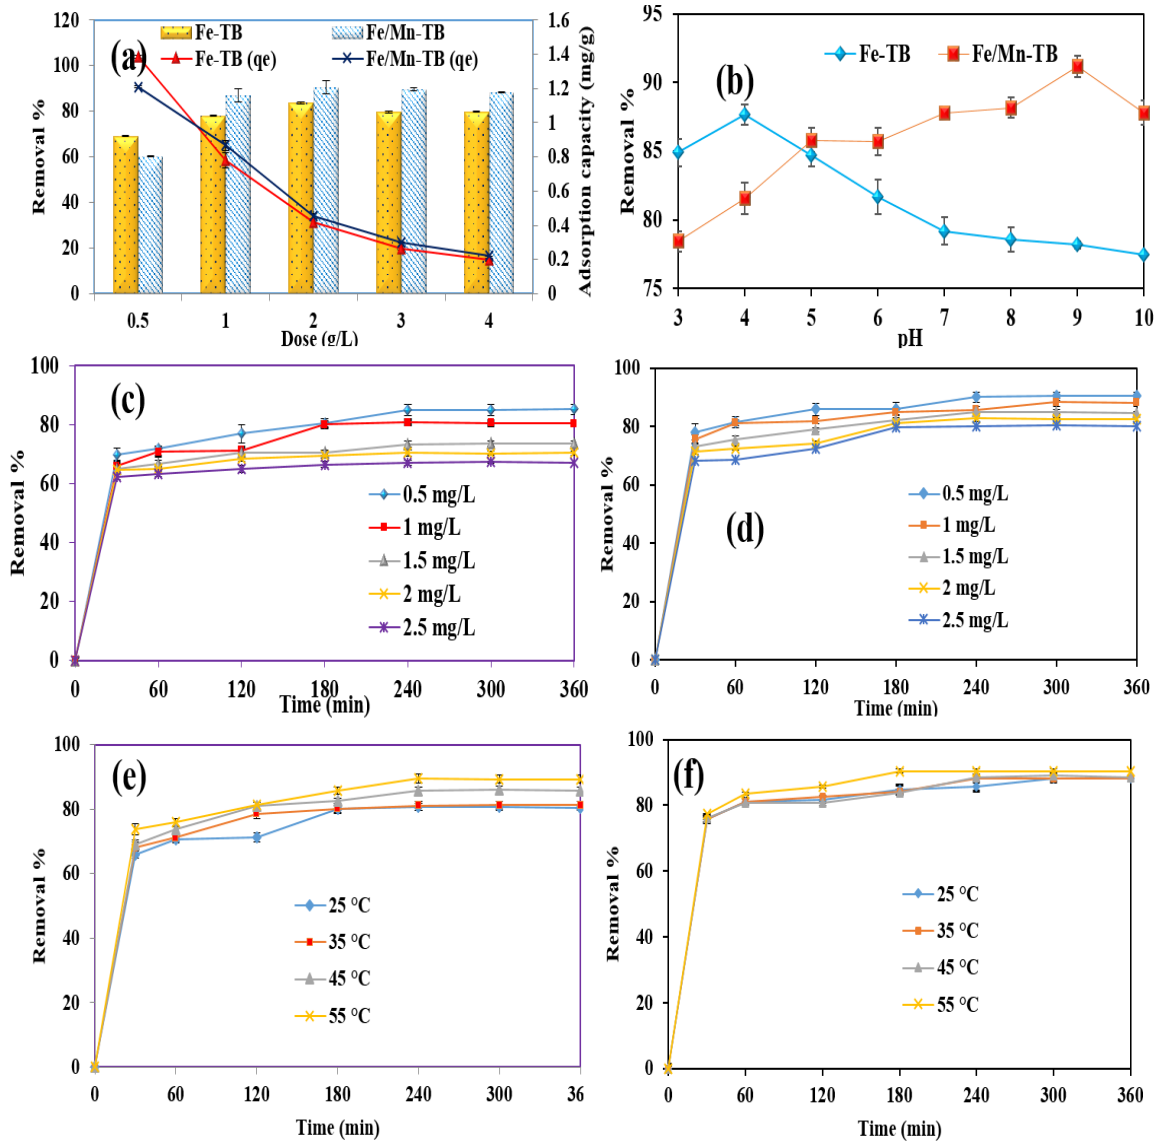 (a)
Fe-TB
Fe/Mn-TB
Fe-TB (qe)
Fe/Mn-TB (qe)
Removal %
120
100
80
60
40
20
0
Adsorption capacity (mg/g)
1.6
1.4
1.2
1
0.8
0.6
0.4
0.2
0
0.5 1 2 3 4
Dose (g/L)
(b)
Fe-TB
Fe/Mn-TB
Removal %
95
90
85
80
75
3 4 5 6 7 8 9 10
pH
(c)
Removal %
100
80
60
40
20
0
0.5 mg/L
1 mg/L
1.5 mg/L
2 mg/L
2.5 mg/L
0 60 120 180 240 300 360
Time (min)
(d)
Removal %
100
80
60
40
20
0
0.5 mg/L
1 mg/L
1.5 mg/L
2 mg/L
2.5 mg/L
0 60 120 180 240 300 360
Time (min)
(e)
Removal %
100
80
60
40
20
0
25 °C
35 °C
45 °C
55 °C
0 60 120 180 240 300 36
Time (min)
(f)
Removal %
100
80
60
40
20
0
25 °C
35 °C
45 °C
55 °C
0 60 120 180 240 300 360
Time (min)